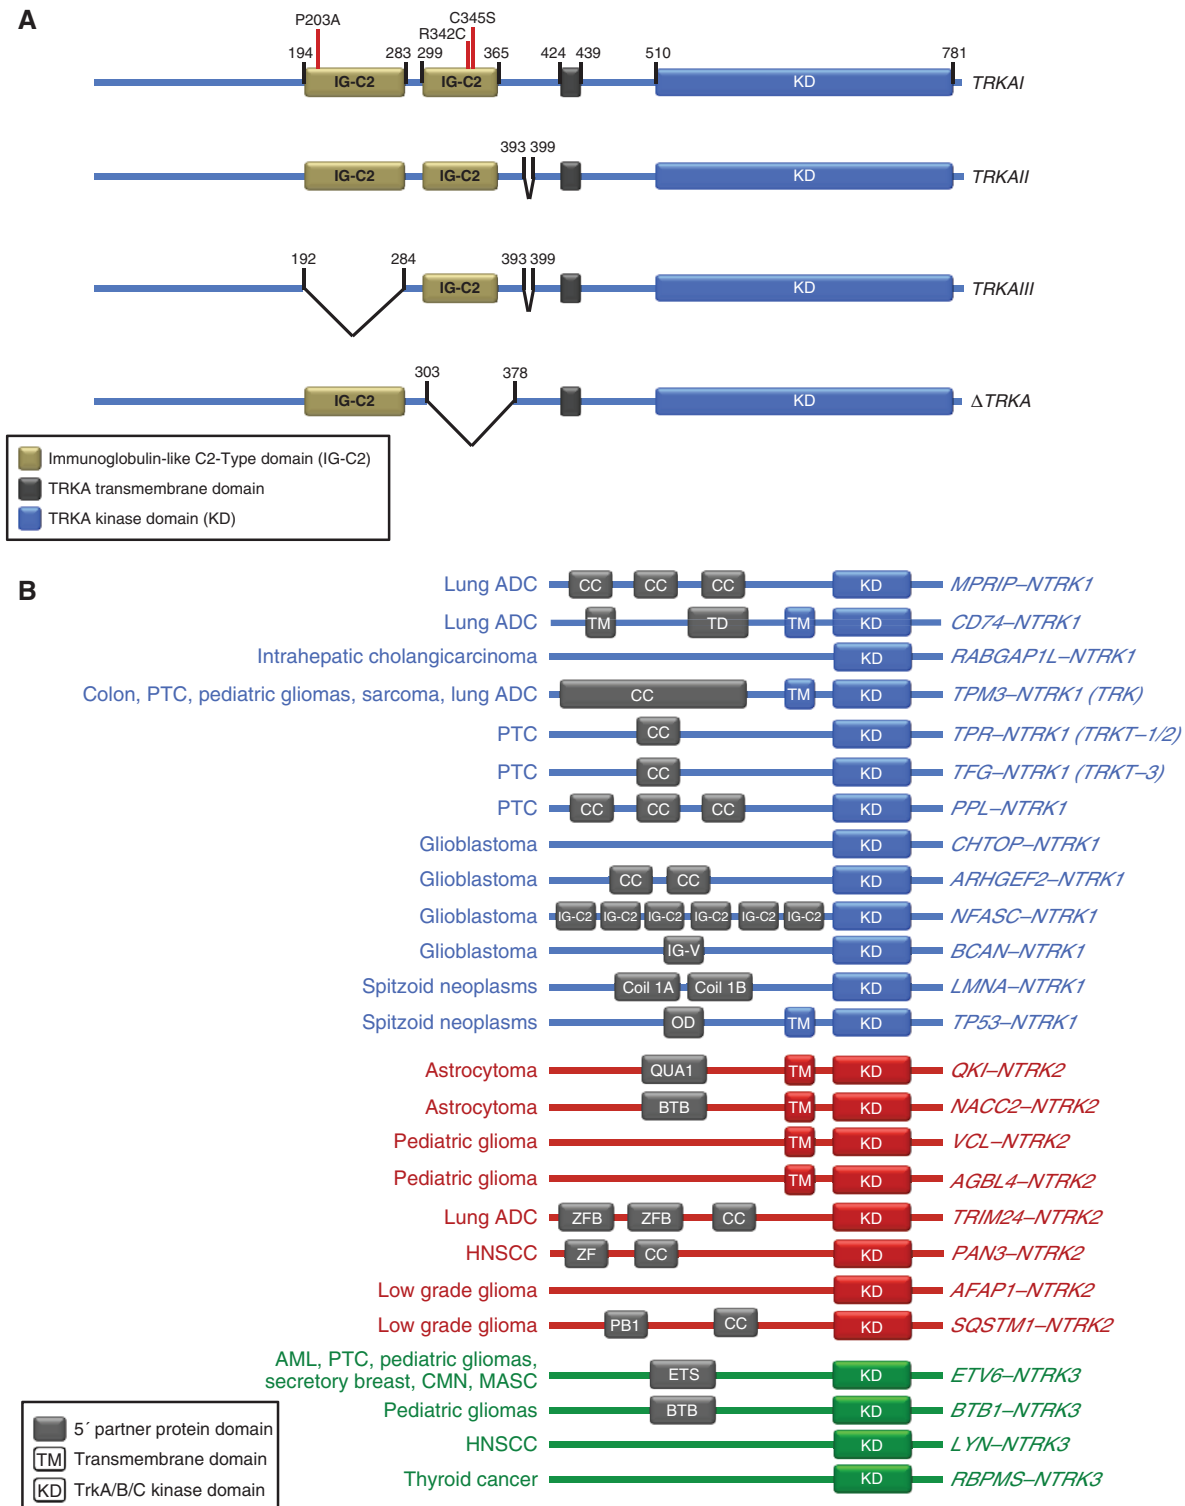 A
P203A
C345S
R342C
194
283
299
365
424
439
510
781
IG-C2
IG-C2
KD
TRKAI
393
399
IG-C2
IG-C2
KD
TRKAII
192
284
393
399
IG-C2
KD
TRKAIII
303
378
IG-C2
KD
ΔTRKA
Immunoglobulin-like C2-Type domain (IG-C2)
TRKA transmembrane domain
TRKA kinase domain (KD)
B
Lung ADC CC CC CC KD MPRIP–NTRK1
Lung ADC TM TD TM KD CD74–NTRK1
Intrahepatic cholangicarcinoma KD RABGAP1L–NTRK1
Colon, PTC, pediatric gliomas, sarcoma, lung ADC CC TM KD TPM3–NTRK1 (TRK)
PTC CC KD TPR–NTRK1 (TRKT–1/2)
PTC CC KD TFG–NTRK1 (TRKT–3)
PTC CC CC CC KD PPL–NTRK1
Glioblastoma KD CHTOP–NTRK1
Glioblastoma CC CC KD ARHGEF2–NTRK1
Glioblastoma IG-C2 IG-C2 IG-C2 IG-C2 IG-C2 IG-C2 KD NFASC–NTRK1
Glioblastoma IG-V KD BCAN–NTRK1
Spitzoid neoplasms Coil 1A Coil 1B KD LMNA–NTRK1
Spitzoid neoplasms OD TM KD TP53–NTRK1
Astrocytoma QUA1 TM KD QKI–NTRK2
Astrocytoma BTB TM KD NACC2–NTRK2
Pediatric glioma TM KD VCL–NTRK2
Pediatric glioma TM KD AGBL4–NTRK2
Lung ADC ZFB ZFB CC KD TRIM24–NTRK2
HNSCC ZF CC KD PAN3–NTRK2
Low grade glioma KD AFAP1–NTRK2
Low grade glioma PB1 CC KD SQSTM1–NTRK2
AML, PTC, pediatric gliomas,
secretory breast, CMN, MASC ETS KD ETV6–NTRK3
Pediatric gliomas BTB KD BTB1–NTRK3
HNSCC KD LYN–NTRK3
Thyroid cancer KD RBPMS–NTRK3
5´ partner protein domain
TM Transmembrane domain
KD TrkA/B/C kinase domain